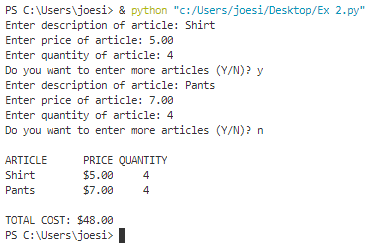 PS C:\Users\joesi> & python "c:/Users/joesi/Desktop/Ex 2.py"
Enter description of article: Shirt
Enter price of article: 5.00
Enter quantity of article: 4
Do you want to enter more articles (Y/N)? y
Enter description of article: Pants
Enter price of article: 7.00
Enter quantity of article: 4
Do you want to enter more articles (Y/N)? n
ARTICLE PRICE QUANTITY
Shirt $5.00 4
Pants $7.00 4
TOTAL COST: $48.00
PS C:\Users\joesi>